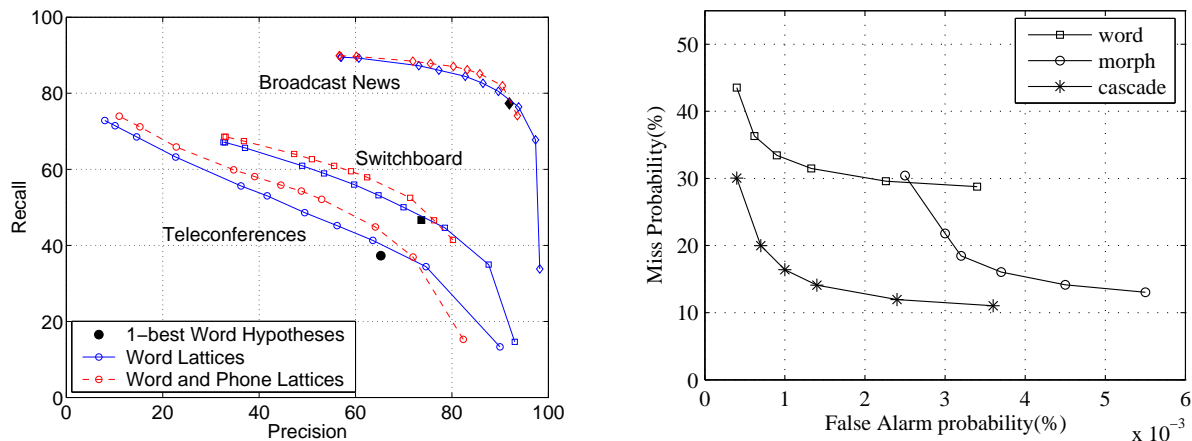 100
80
60
40
20
0
Recall
Broadcast News
Switchboard
Teleconferences
1−best Word Hypotheses
Word Lattices
Word and Phone Lattices
0 20 40 60 80 100
Precision
50
40
30
20
10
0
Miss Probability(%)
word
morph
cascade
0 1 2 3 4 5 6
False Alarm probability(%)
x 10⁻³